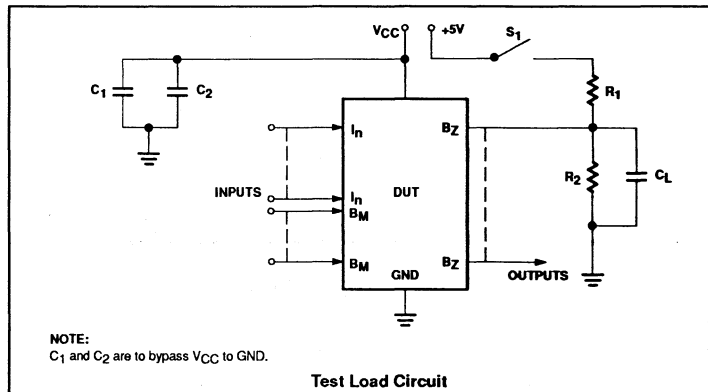 VCC +5V S1
C1 C2 R1
In BZ
INPUTS DUT R2 CL
In
BM
BM GND BZ OUTPUTS
NOTE:
C1 and C2 are to bypass VCC to GND.
Test Load Circuit